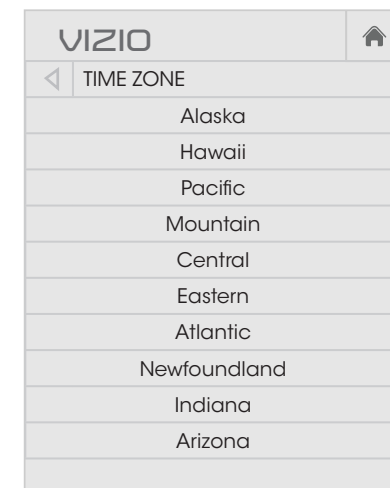 VIZIO
TIME ZONE
Alaska
Hawaii
Pacific
Mountain
Central
Eastern
Atlantic
Newfoundland
Indiana
Arizona